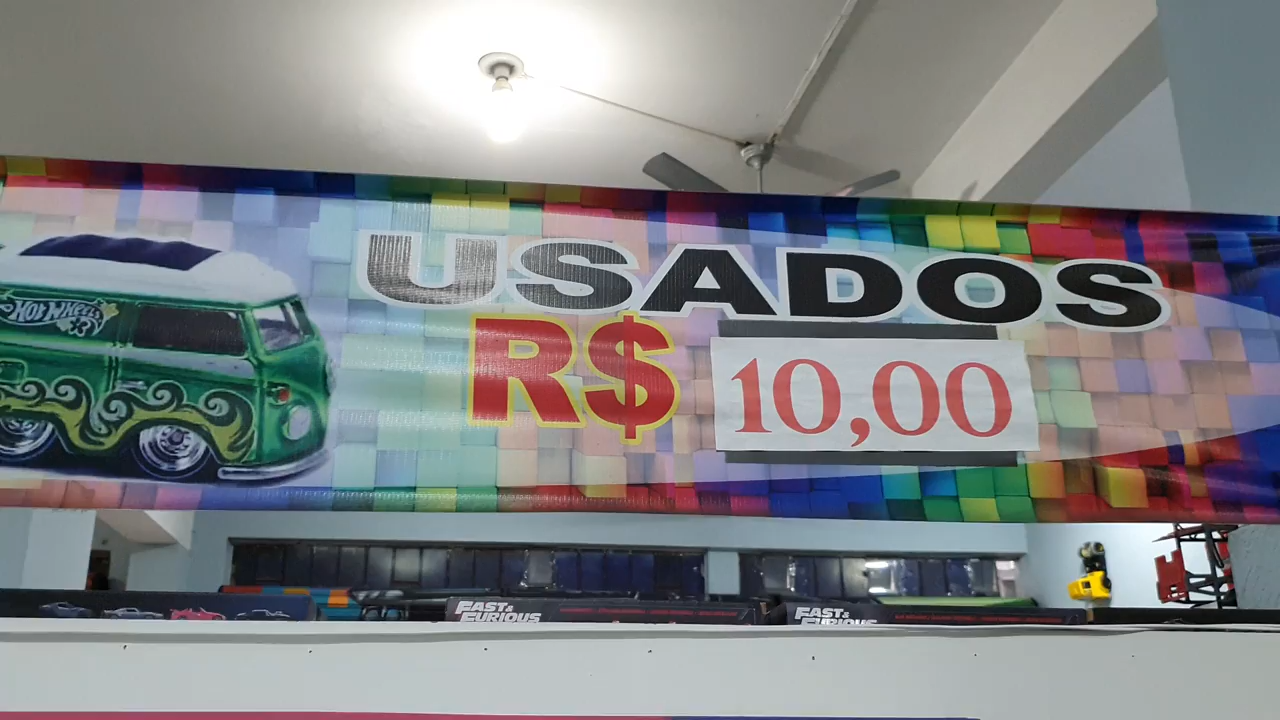 USADOS
R$ 10,00
HOT WHEELS
FAST & FURIOUS
FAST & FURIOUS